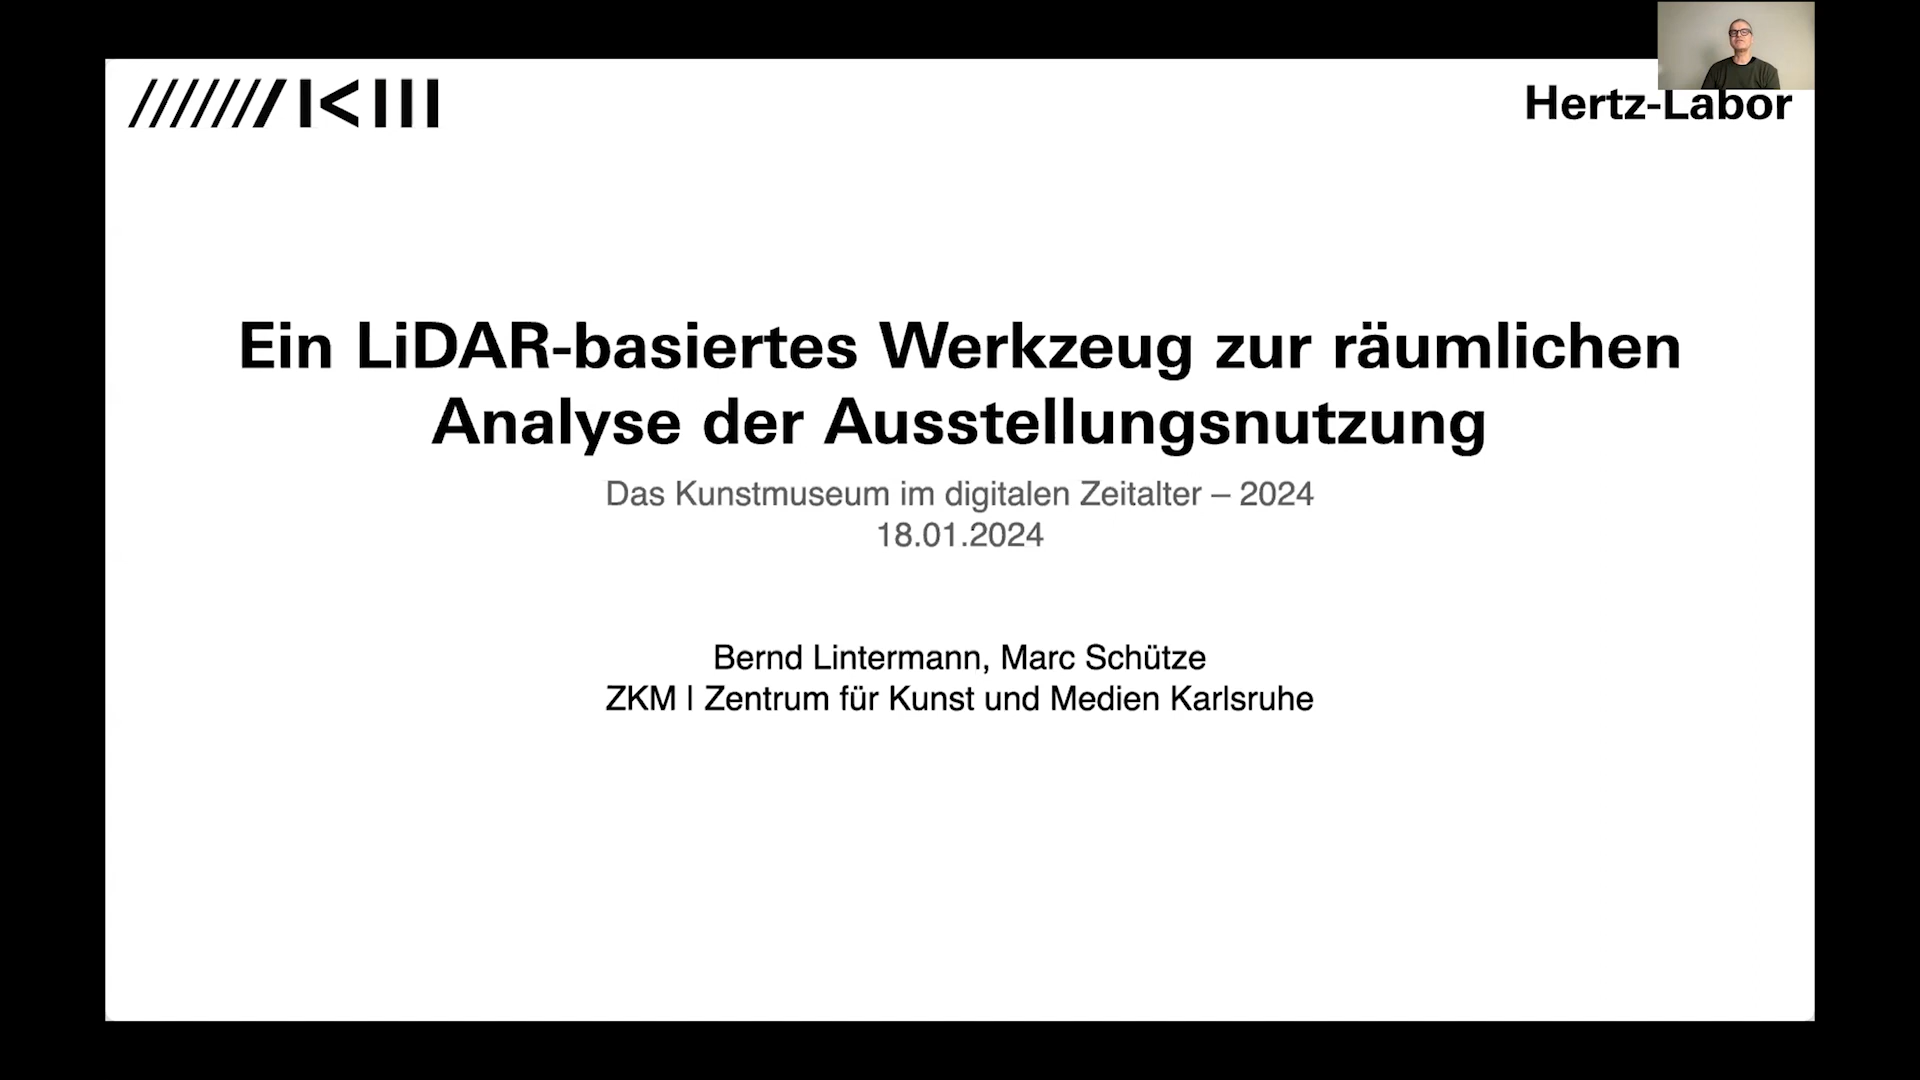 Hertz-Labor
Ein LiDAR-basiertes Werkzeug zur räumlichen
Analyse der Ausstellungsnutzung
Das Kunstmuseum im digitalen Zeitalter – 2024
18.01.2024
Bernd Lintermann, Marc Schütze
ZKM | Zentrum für Kunst und Medien Karlsruhe